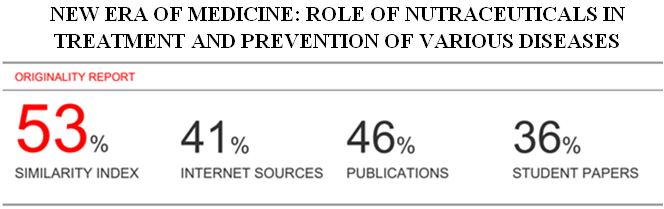 NEW ERA OF MEDICINE: ROLE OF NUTRACEUTICALS IN
TREATMENT AND PREVENTION OF VARIOUS DISEASES
ORIGINALITY REPORT
53% 41% 46% 36%
SIMILARITY INDEX INTERNET SOURCES PUBLICATIONS STUDENT PAPERS